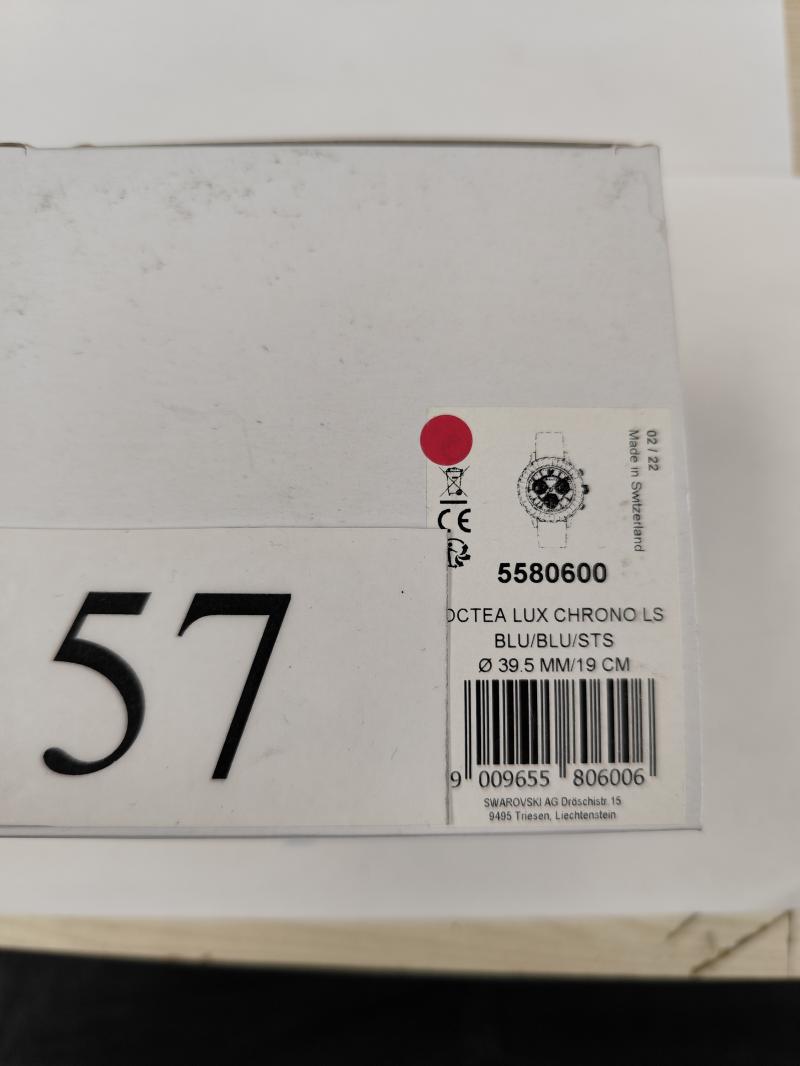 02 / 22
Made in Switzerland
CE
5580600
OCTEA LUX CHRONO LS
BLU/BLU/STS
Ø 39.5 MM/19 CM
9 009655 806006
SWAROVSKI AG Dröschistr. 15
9495 Triesen, Liechtenstein
57